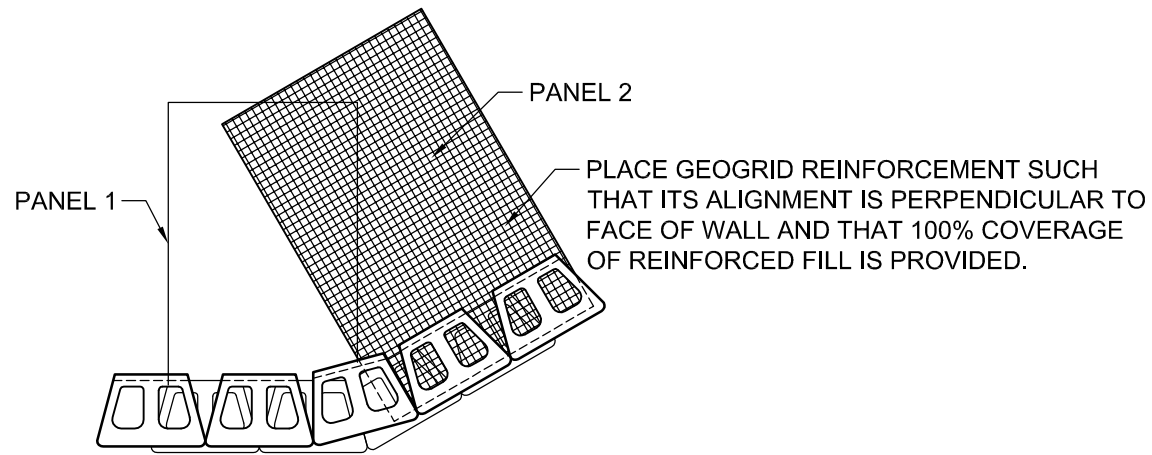 PANEL 2
PLACE GEOGRID REINFORCEMENT SUCH
THAT ITS ALIGNMENT IS PERPENDICULAR TO
FACE OF WALL AND THAT 100% COVERAGE
OF REINFORCED FILL IS PROVIDED.
PANEL 1